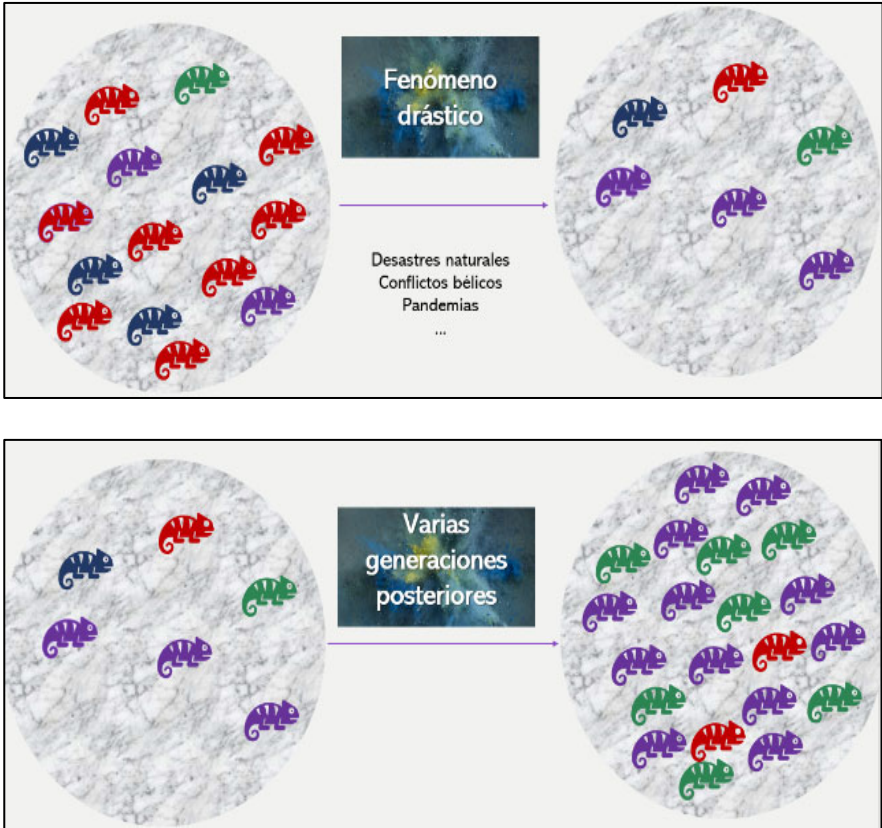 Fenómeno
drástico
Desastres naturales
Conflictos bélicos
Pandemias
...
Varias
generaciones
posteriores